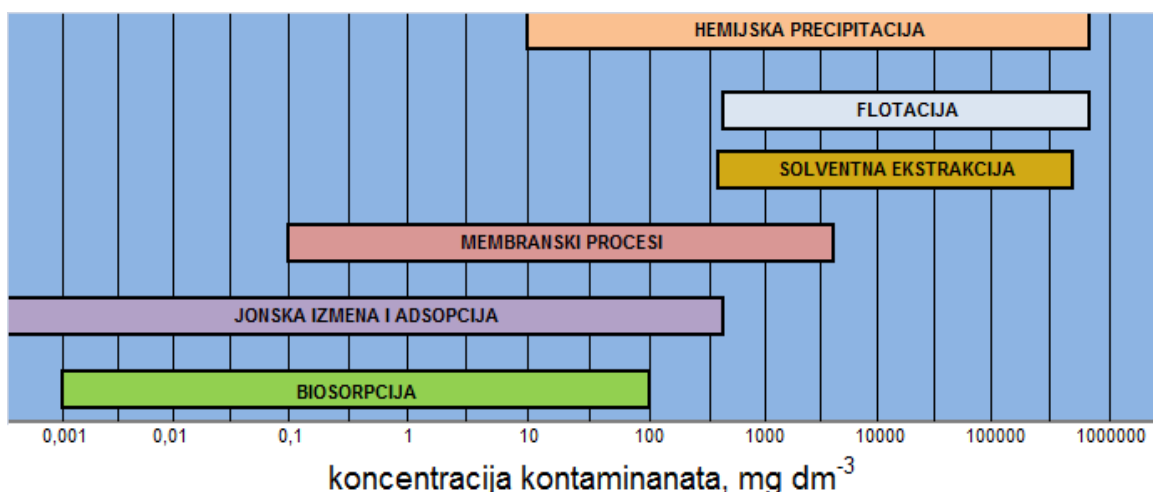 HEMIJSKA PRECIPITACIJA
FLOTACIJA
SOLVENTNA EKSTRAKCIJA
MEMBRANSKI PROCESI
JONSKA IZMENA I ADSOPCIJA
BIOSORPCIJA
0,001 0,01 0,1 1 10 100 1000 10000 100000 1000000
koncentracija kontaminanata, mg dm⁻³